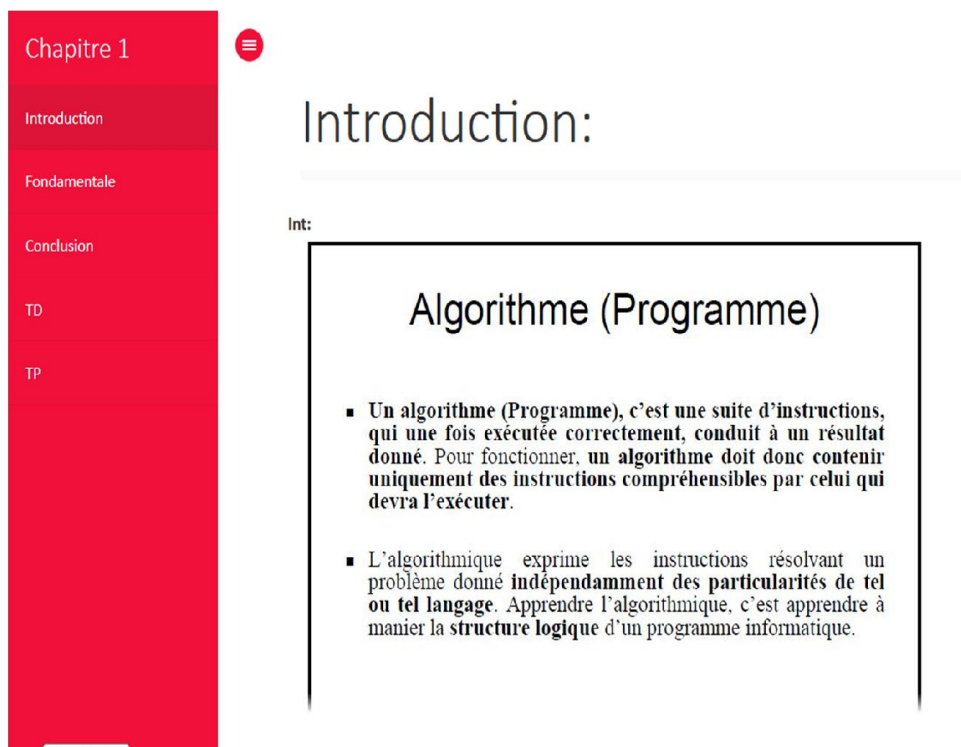 Chapitre 1
Introduction
Fondamentale
Conclusion
TD
TP
Introduction:
Int:
Algorithme (Programme)
▪ Un algorithme (Programme), c’est une suite d’instructions,
qui une fois exécutée correctement, conduit à un résultat
donné. Pour fonctionner, un algorithme doit donc contenir
uniquement des instructions compréhensibles par celui qui
devra l’exécuter.
▪ L’algorithmique exprime les instructions résolvant un
problème donné indépendamment des particularités de tel
ou tel langage. Apprendre l’algorithmique, c’est apprendre à
manier la structure logique d’un programme informatique.